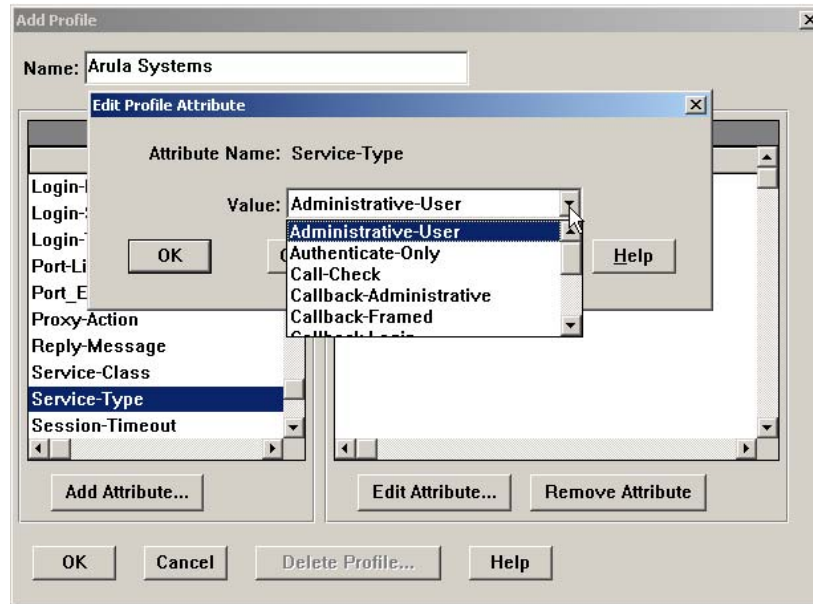 Add Profile
Name: Arula Systems
Edit Profile Attribute
Attribute Name: Service-Type
Value: Administrative-User
Administrative-User
Authenticate-Only
Call-Check
Callback-Administrative
Callback-Framed
Callback-Login
OK
Help
Proxy-Action
Reply-Message
Service-Class
Service-Type
Session-Timeout
Add Attribute...
Edit Attribute...
Remove Attribute
OK
Cancel
Delete Profile...
Help